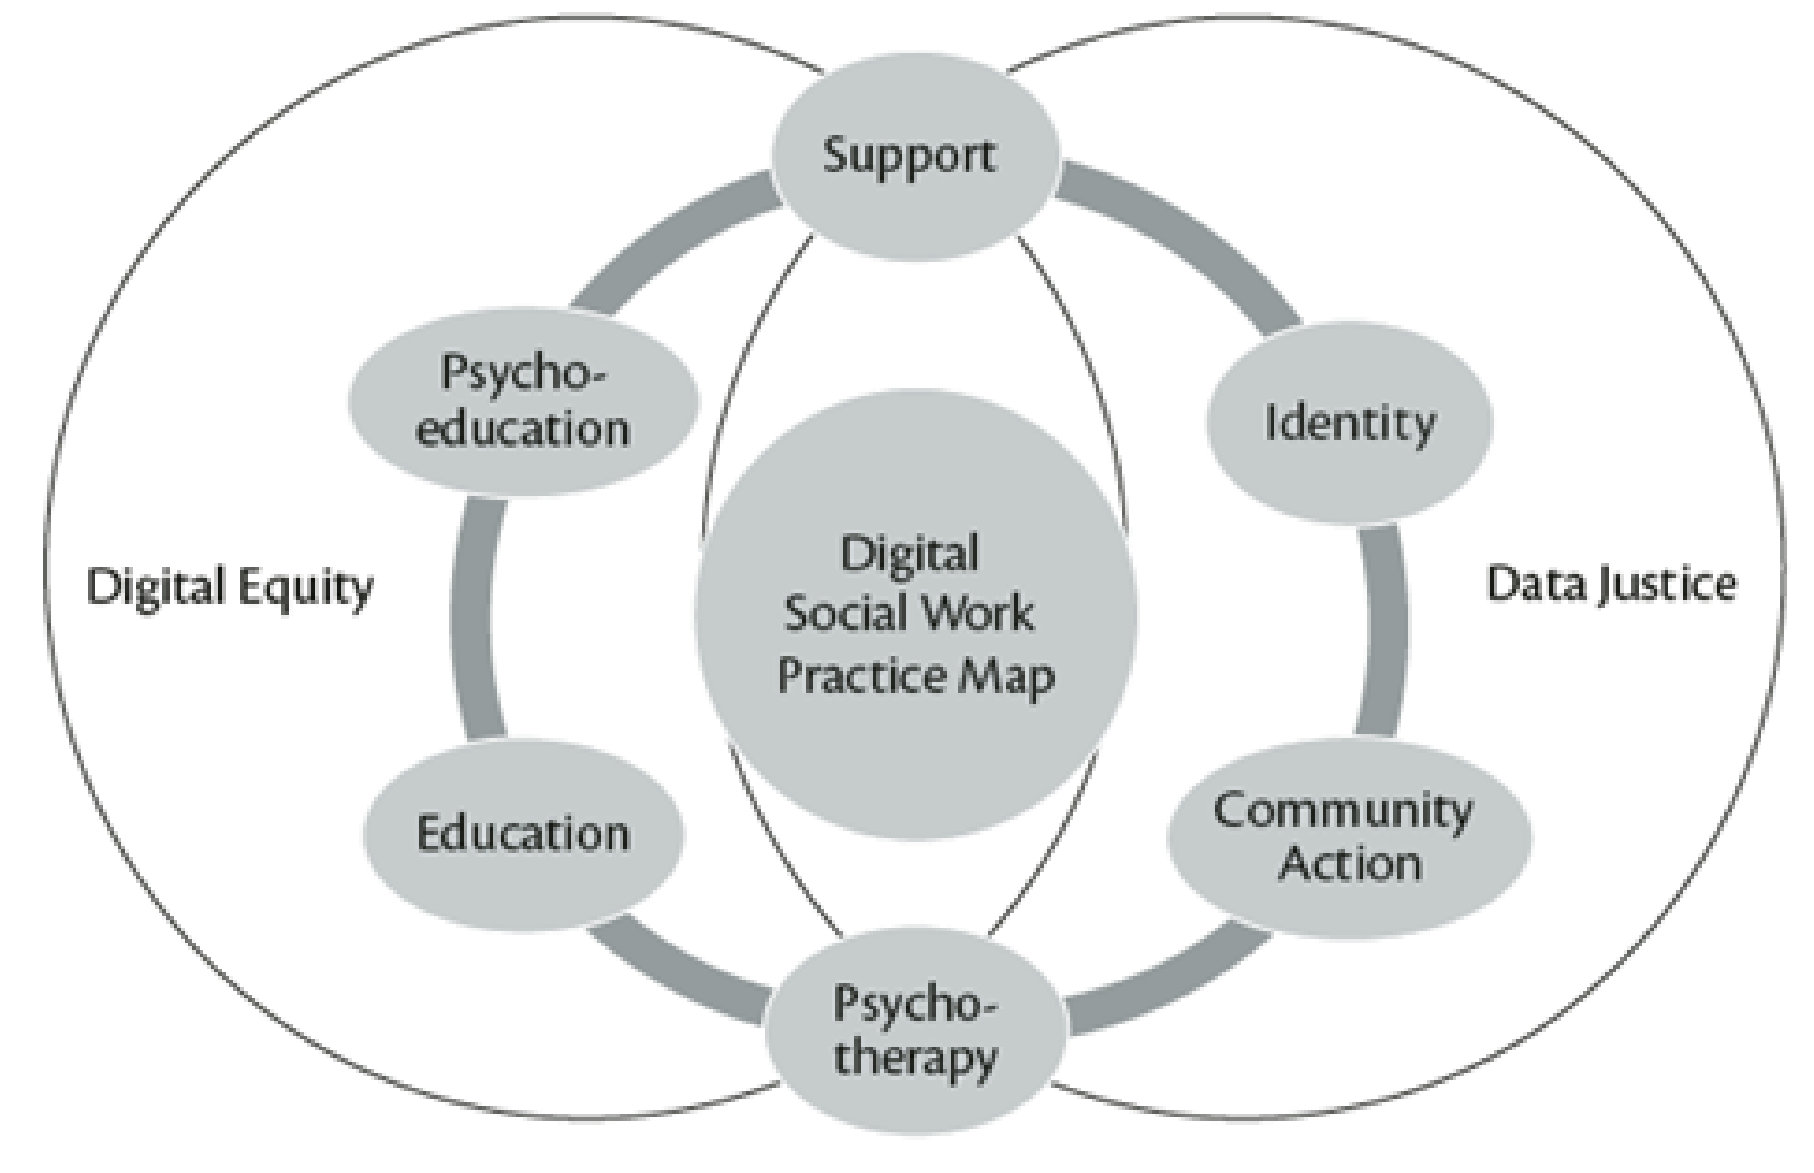 Support
Psycho-
education
Identity
Digital Equity
Digital
Social Work
Practice Map
Data Justice
Education
Community
Action
Psycho-
therapy